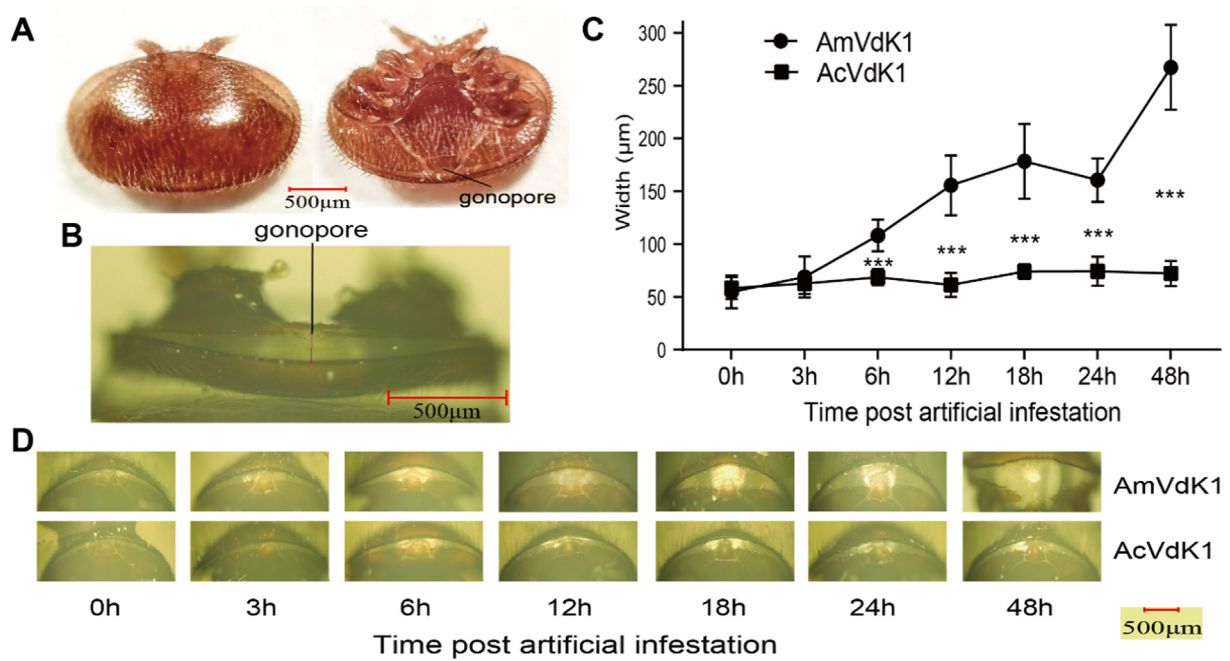 A
500μm
gonopore
B
gonopore
500μm
C
AmVdK1
AcVdK1
Width (μm)
300
250
200
150
100
50
0
***
***
***
***
***
0h 3h 6h 12h 18h 24h 48h
Time post artificial infestation
D
AmVdK1
AcVdK1
0h 3h 6h 12h 18h 24h 48h
500μm
Time post artificial infestation